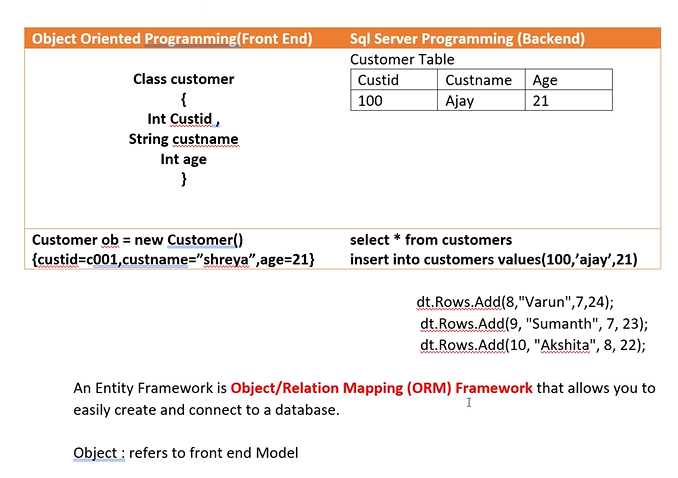 Object Oriented Programming(Front End)
Sql Server Programming (Backend)
Class customer
{
Int Custid ,
String custname
Int age
}
Customer Table
Custid Custname Age
100 Ajay 21
Customer ob = new Customer()
{custid=c001,custname=”shreya”,age=21}
select * from customers
insert into customers values(100,’ajay’,21)
dt.Rows.Add(8,"Varun",7,24);
dt.Rows.Add(9, "Sumanth", 7, 23);
dt.Rows.Add(10, "Akshita", 8, 22);
An Entity Framework is Object/Relation Mapping (ORM) Framework that allows you to
easily create and connect to a database.
Object : refers to front end Model